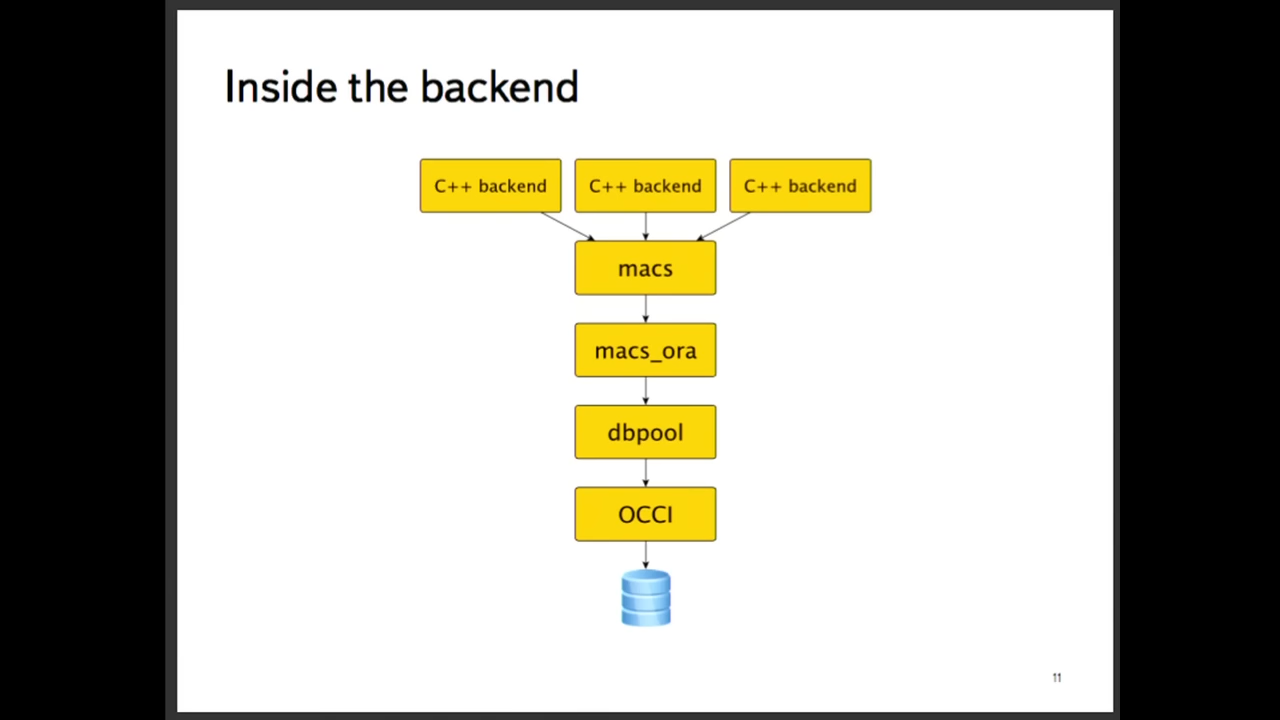 Inside the backend
C++ backend
C++ backend
C++ backend
macs
macs_ora
dbpool
OCCI
11